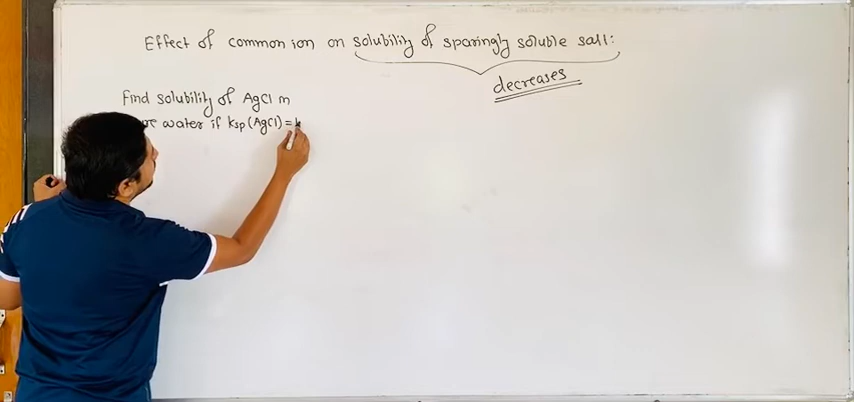 Effect of common ion on solubility of sparingly soluble salt:
decreases
Find solubility of AgCl in
water if Ksp (AgCl) =